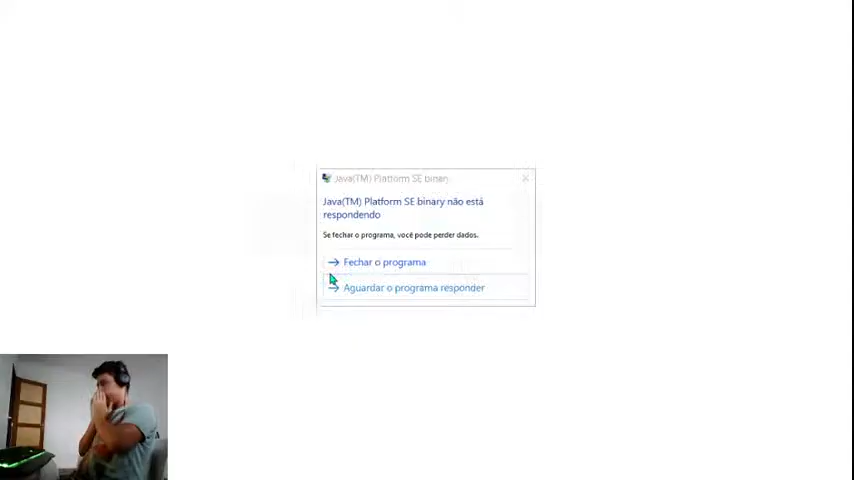 Java(TM) Platform SE binary
Java(TM) Platform SE binary não está
respondendo
Se fechar o programa, você pode perder dados.
Fechar o programa
Aguardar o programa responder